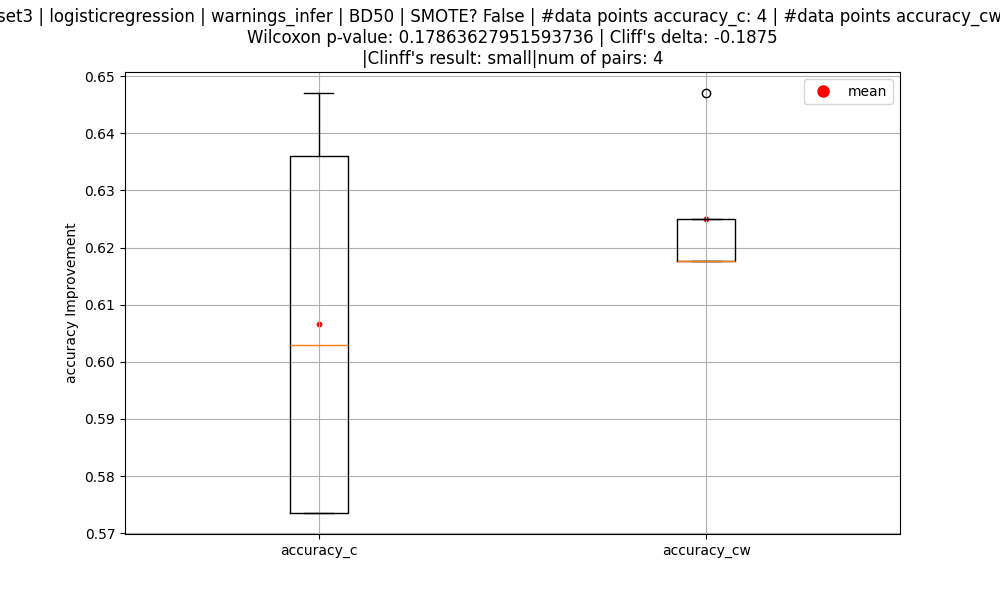 set3 | logisticregression | warnings_infer | BD50 | SMOTE? False | #data points accuracy_c: 4 | #data points accuracy_cw
Wilcoxon p-value: 0.17863627951593736 | Cliff's delta: -0.1875
|Clinff's result: small|num of pairs: 4
mean
0.65
0.64
0.63
0.62
0.61
0.60
0.59
0.58
0.57
accuracy Improvement
accuracy_c
accuracy_cw